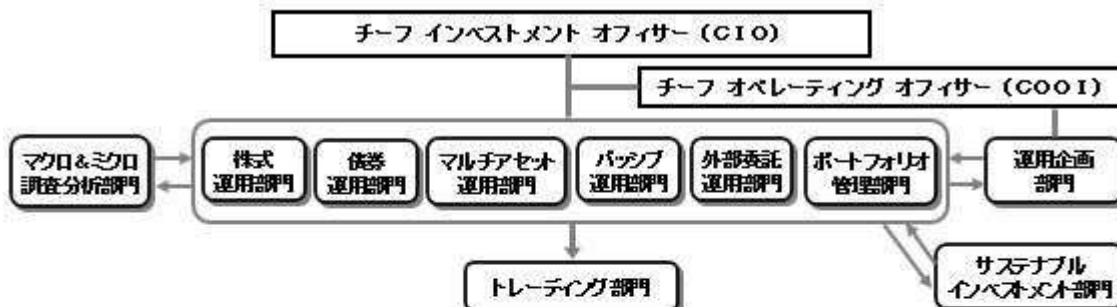 チーフ インベストメント オフィサー (CIO)
チーフ オペレーティング オフィサー (COOI)
マクロ&ミクロ
調査分析部門
株式
運用部門
債券
運用部門
マルチアセット
運用部門
パッシブ
運用部門
外部委託
運用部門
ポートフォリオ
管理部門
運用企画
部門
トレーディング部門
サステナブル
インベストメント部門